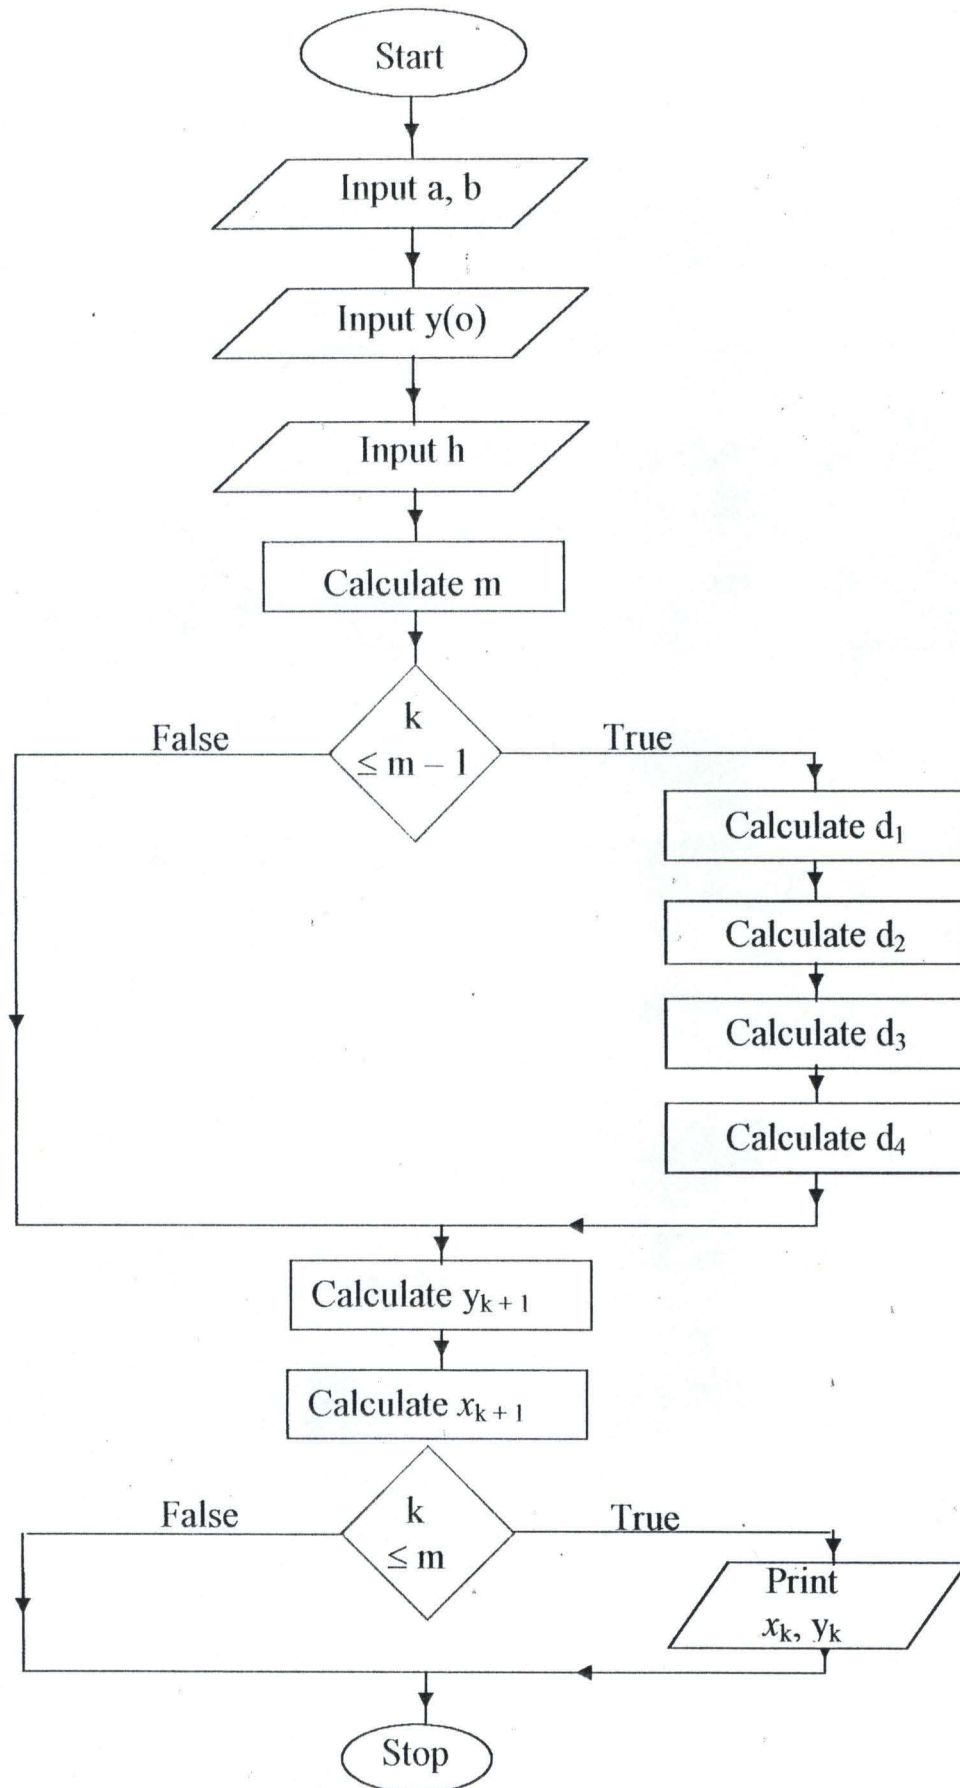 Start
Input a, b
Input y(o)
Input h
Calculate m
k
≤ m – 1
False
True
Calculate d₁
Calculate d₂
Calculate d₃
Calculate d₄
Calculate yₖ ₊ ₁
Calculate xₖ ₊ ₁
k
≤ m
False
True
Print
xₖ, yₖ
Stop